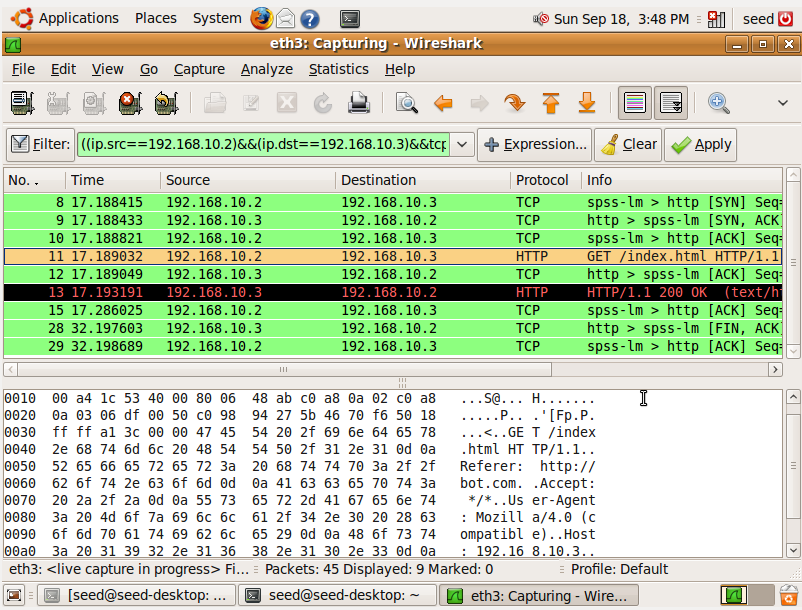 Applications Places System Sun Sep 18, 3:48 PM seed
eth3: Capturing - Wireshark
File Edit View Go Capture Analyze Statistics Help
Filter: ((ip.src==192.168.10.2)&&(ip.dst==192.168.10.3)&&tcp Expression... Clear Apply
No. Time Source Destination Protocol Info
8 17.188415 192.168.10.2 192.168.10.3 TCP spss-lm > http [SYN] Seq=
9 17.188433 192.168.10.3 192.168.10.2 TCP http > spss-lm [SYN, ACK
10 17.188821 192.168.10.2 192.168.10.3 TCP spss-lm > http [ACK] Seq=
11 17.189032 192.168.10.2 192.168.10.3 HTTP GET /index.html HTTP/1.1
12 17.189049 192.168.10.3 192.168.10.2 TCP http > spss-lm [ACK] Seq=
13 17.193191 192.168.10.3 192.168.10.2 HTTP HTTP/1.1 200 OK (text/ht
15 17.286025 192.168.10.2 192.168.10.3 TCP spss-lm > http [ACK] Seq=
28 32.197603 192.168.10.3 192.168.10.2 TCP http > spss-lm [FIN, ACK
29 32.198689 192.168.10.2 192.168.10.3 TCP spss-lm > http [ACK] Seq=
0010 00 a4 1c 53 40 00 80 06 48 ab c0 a8 0a 02 c0 a8 ...S@... H.......
0020 0a 03 06 df 00 50 c0 98 94 27 5b 46 70 f6 50 18 .....P.. .'[Fp.P.
0030 ff ff a1 3c 00 00 47 45 54 20 2f 69 6e 64 65 78 ...<..GE T /index
0040 2e 68 74 6d 6c 20 48 54 54 50 2f 31 2e 31 0d 0a .html HT TP/1.1..
0050 52 65 66 65 72 65 72 3a 20 68 74 74 70 3a 2f 2f Referer: http://
0060 62 6f 74 2e 63 6f 6d 0d 0a 41 63 63 65 70 74 3a bot.com. .Accept:
0070 20 2a 2f 2a 0d 0a 55 73 65 72 2d 41 67 65 6e 74 */*..Us er-Agent
0080 3a 20 4d 6f 7a 69 6c 6c 61 2f 34 2e 30 20 28 63 : Mozill a/4.0 (c
0090 6f 6d 70 61 74 69 62 6c 65 29 0d 0a 48 6f 73 74 ompatibl e)..Host
00a0 3a 20 31 39 32 2e 31 36 38 2e 31 30 2e 33 0d 0a : 192.16 8.10.3..
eth3: <live capture in progress> Fi... Packets: 45 Displayed: 9 Marked: 0 Profile: Default
[seed@seed-desktop: ... seed@seed-desktop: ~ eth3: Capturing - Wire...